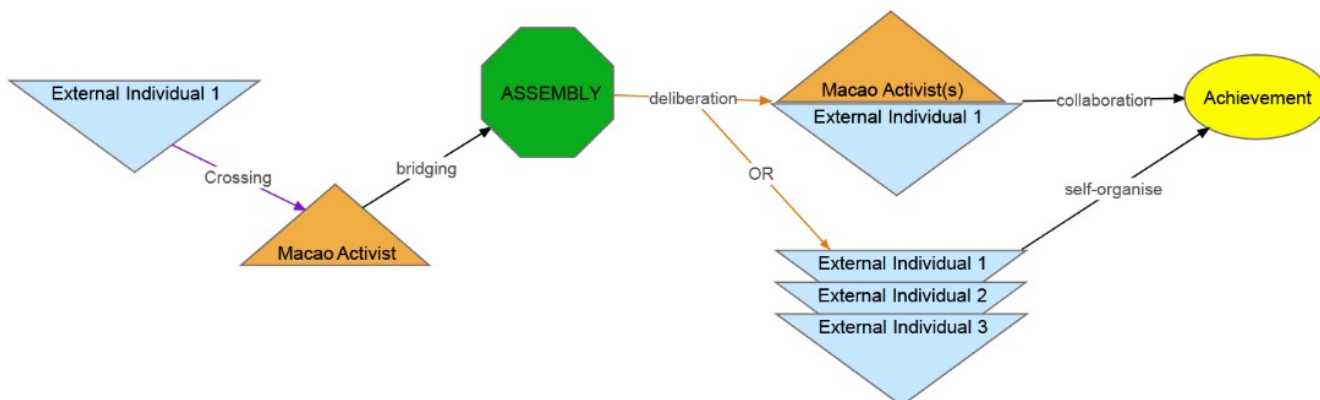 External Individual 1
Crossing
Macao Activist
bridging
ASSEMBLY
deliberation
OR
Macao Activist(s)
External Individual 1
collaboration
External Individual 1
External Individual 2
External Individual 3
self-organise
Achievement